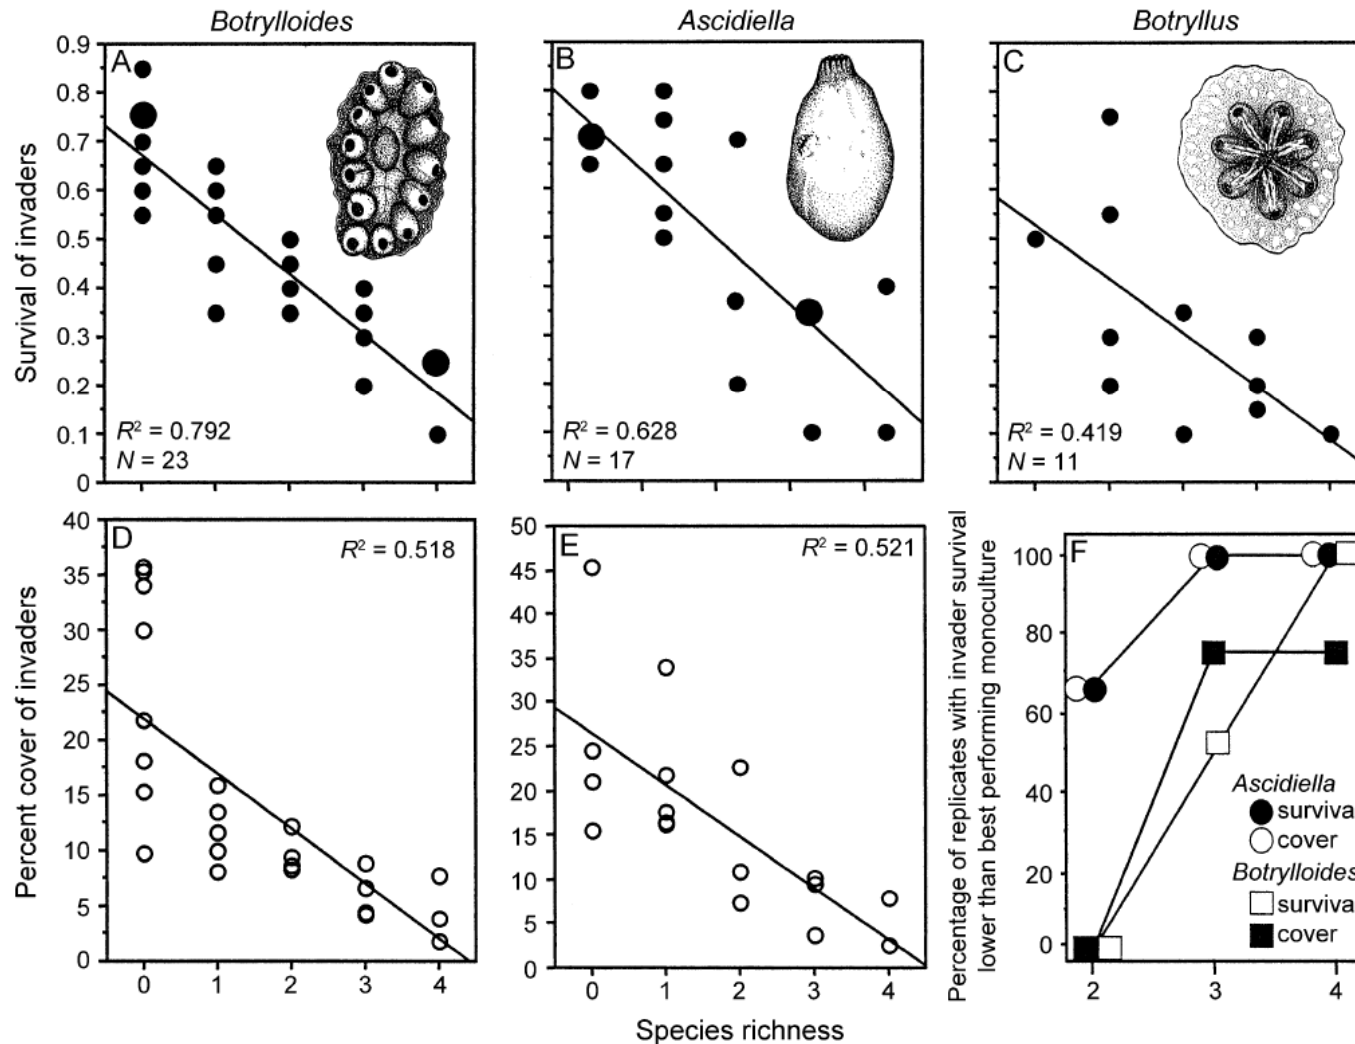 Botrylloides
Ascidiella
Botryllus
Survival of invaders
0.9
0.8
0.7
0.6
0.5
0.4
0.3
0.2
0.1
0
A
R² = 0.792
N = 23
B
R² = 0.628
N = 17
C
R² = 0.419
N = 11
Percent cover of invaders
40
35
30
25
20
15
10
5
0
D
R² = 0.518
0 1 2 3 4
50
45
40
35
30
25
20
15
10
5
0
E
R² = 0.521
0 1 2 3 4
Species richness
Percentage of replicates with invader survival
lower than best performing monoculture
100
80
60
40
20
0
F
Ascidiella
surviva
cover
Botrylloides
surviva
cover
2 3 4